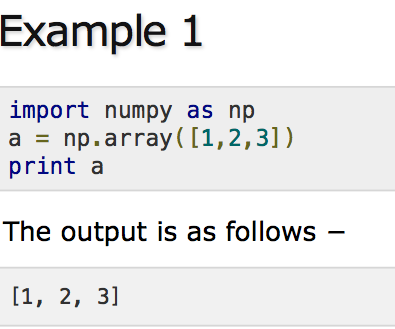 Example 1
import numpy as np
a = np.array([1,2,3])
print a
The output is as follows −
[1, 2, 3]